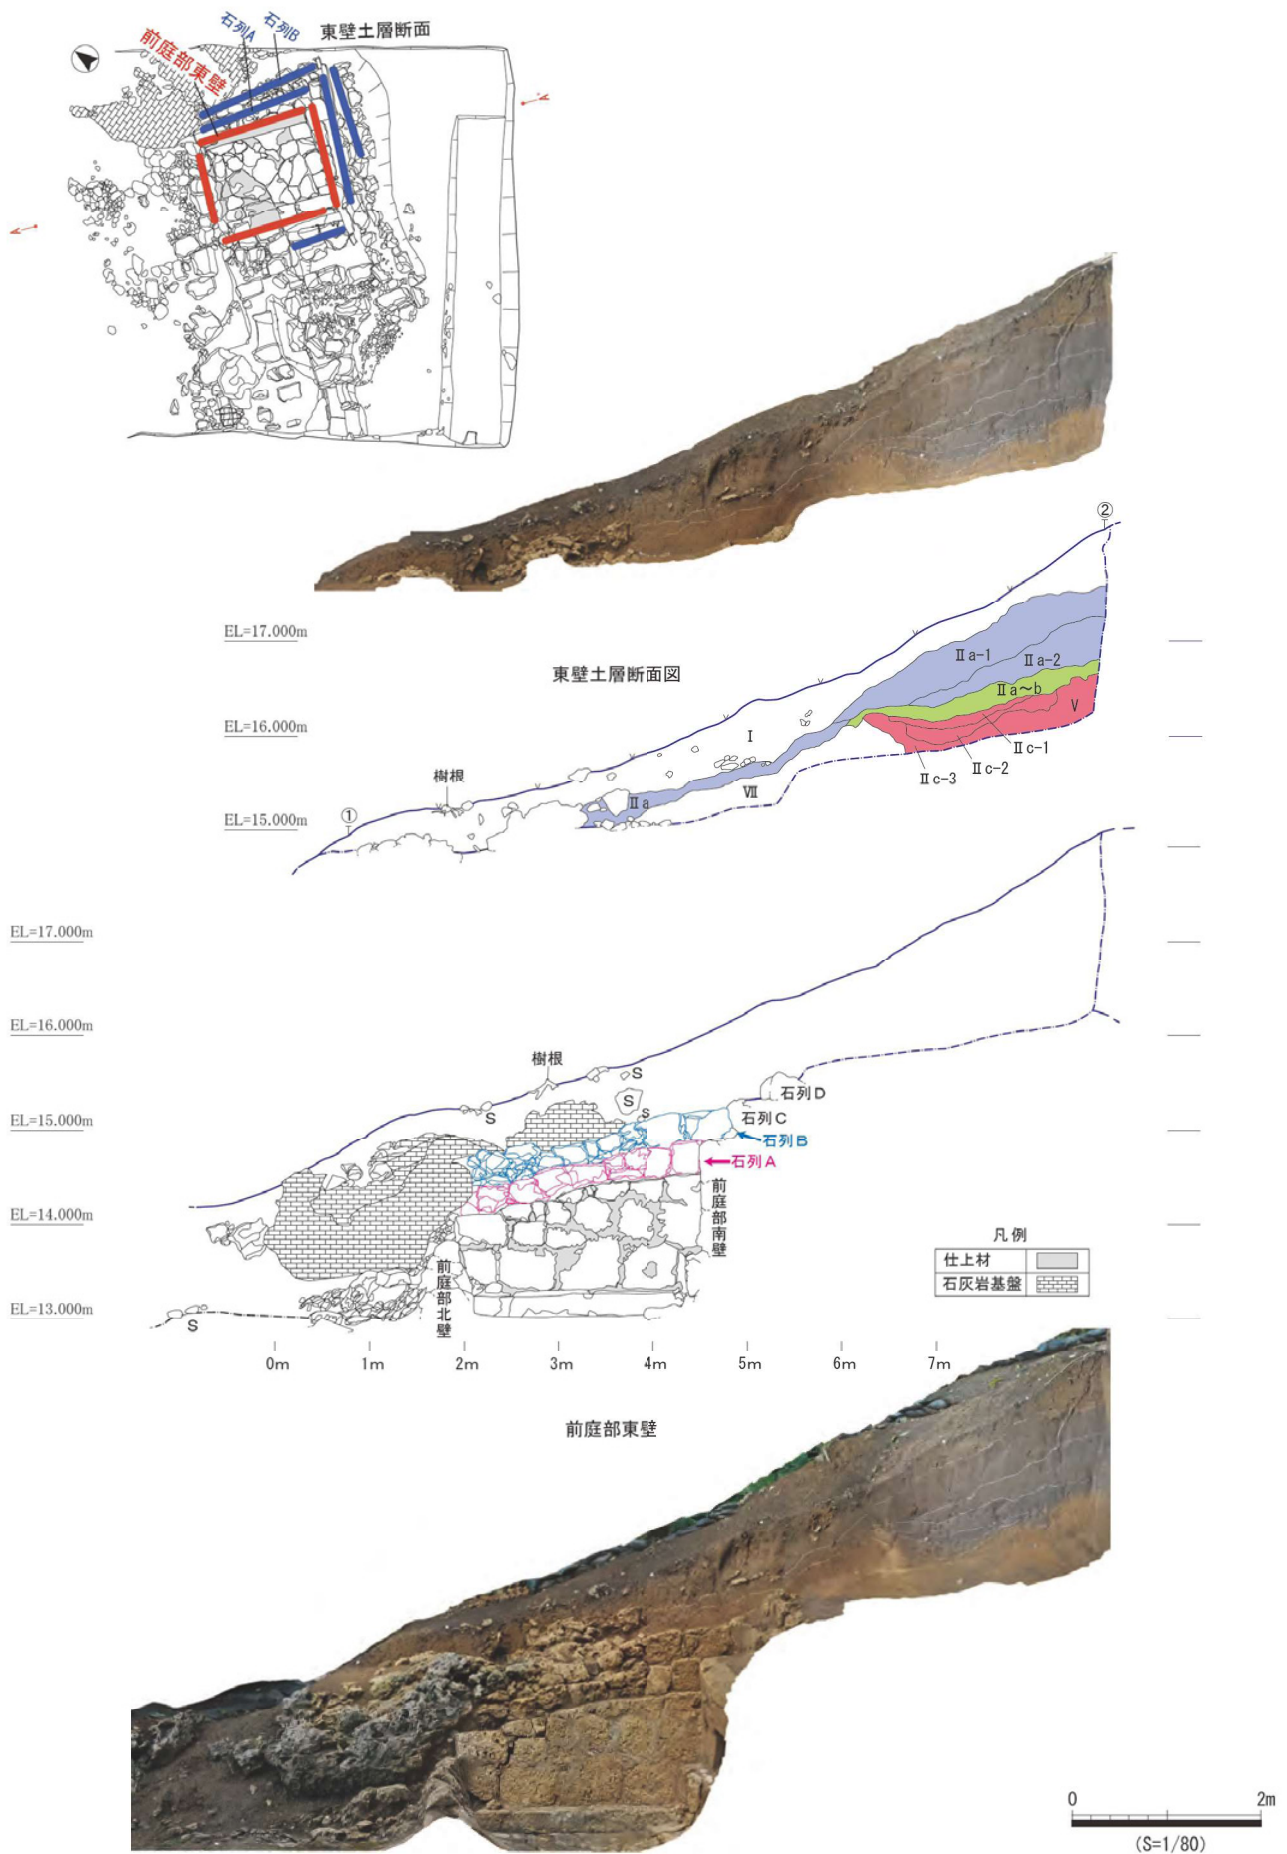 石列A
石列B
東壁土層断面
前庭部東壁
A
A
②
EL=17.000m
東壁土層断面図
Ⅱa-1
Ⅱa-2
Ⅱa～b
Ⅴ
EL=16.000m
Ⅰ
Ⅱc-1
Ⅱc-2
Ⅱc-3
樹根
Ⅶ
Ⅱa
①
EL=15.000m
EL=17.000m
EL=16.000m
樹根
S
S
S
S
石列D
石列C
EL=15.000m
石列B
石列A
前庭部南壁
EL=14.000m
凡例
仕上材
石灰岩基盤
前庭部北壁
EL=13.000m
S
0m
1m
2m
3m
4m
5m
6m
7m
前庭部東壁
0
2m
(S=1/80)